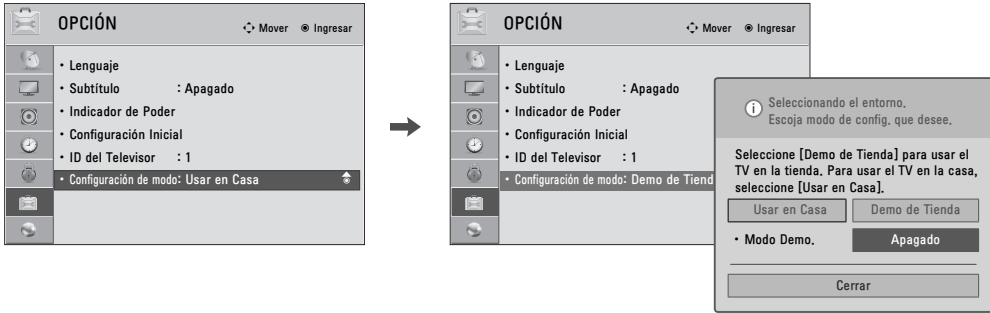 OPCIÓN
Mover Ingresar
• Lenguaje
• Subtítulo : Apagado
• Indicador de Poder
• Configuración Inicial
• ID del Televisor : 1
• Configuración de modo: Usar en Casa
OPCIÓN
Mover Ingresar
• Lenguaje
• Subtítulo : Apagado
• Indicador de Poder
• Configuración Inicial
• ID del Televisor : 1
• Configuración de modo: Demo de Tiend
i Seleccionando el entorno.
Escoja modo de config. que desee.
Seleccione [Demo de Tienda] para usar el
TV en la tienda. Para usar el TV en la casa,
seleccione [Usar en Casa].
Usar en Casa Demo de Tienda
• Modo Demo. Apagado
Cerrar